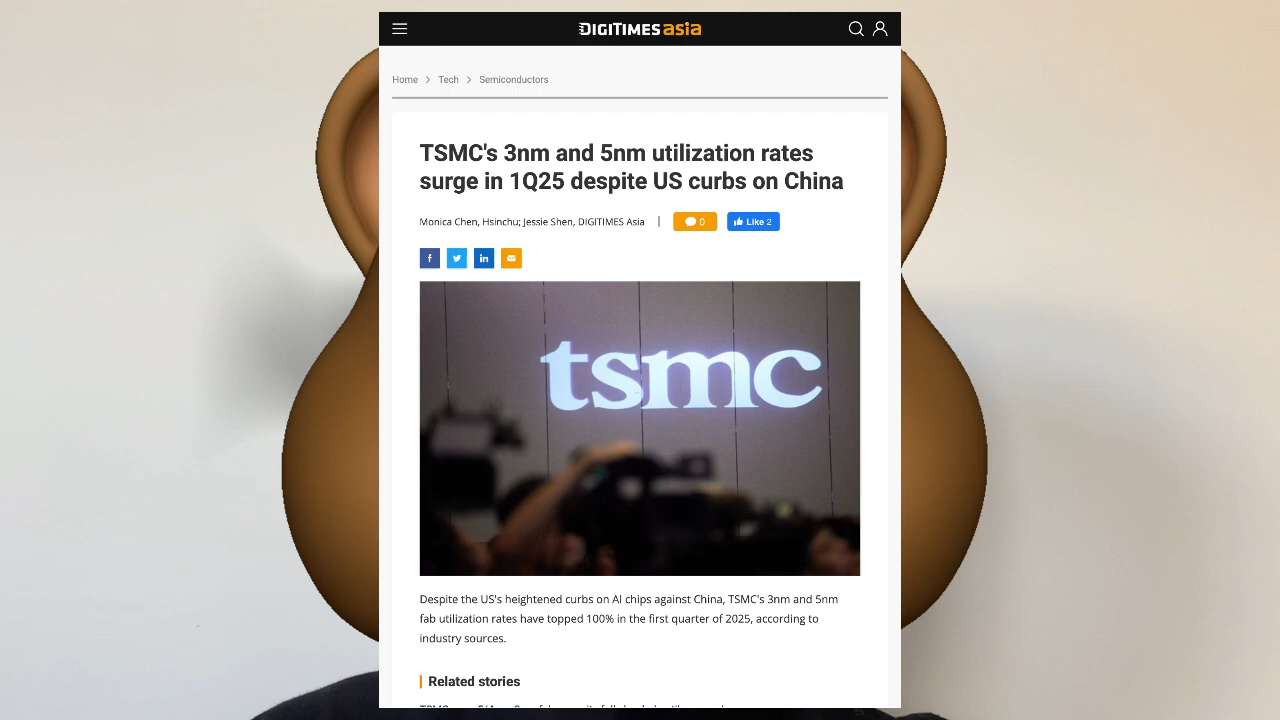 DIGITIMES asia
Home > Tech > Semiconductors
TSMC's 3nm and 5nm utilization rates
surge in 1Q25 despite US curbs on China
Monica Chen, Hsinchu; Jessie Shen, DIGITIMES Asia | 0 Like 2
f in
tsmc
Despite the US's heightened curbs on AI chips against China, TSMC's 3nm and 5nm
fab utilization rates have topped 100% in the first quarter of 2025, according to
industry sources.
Related stories